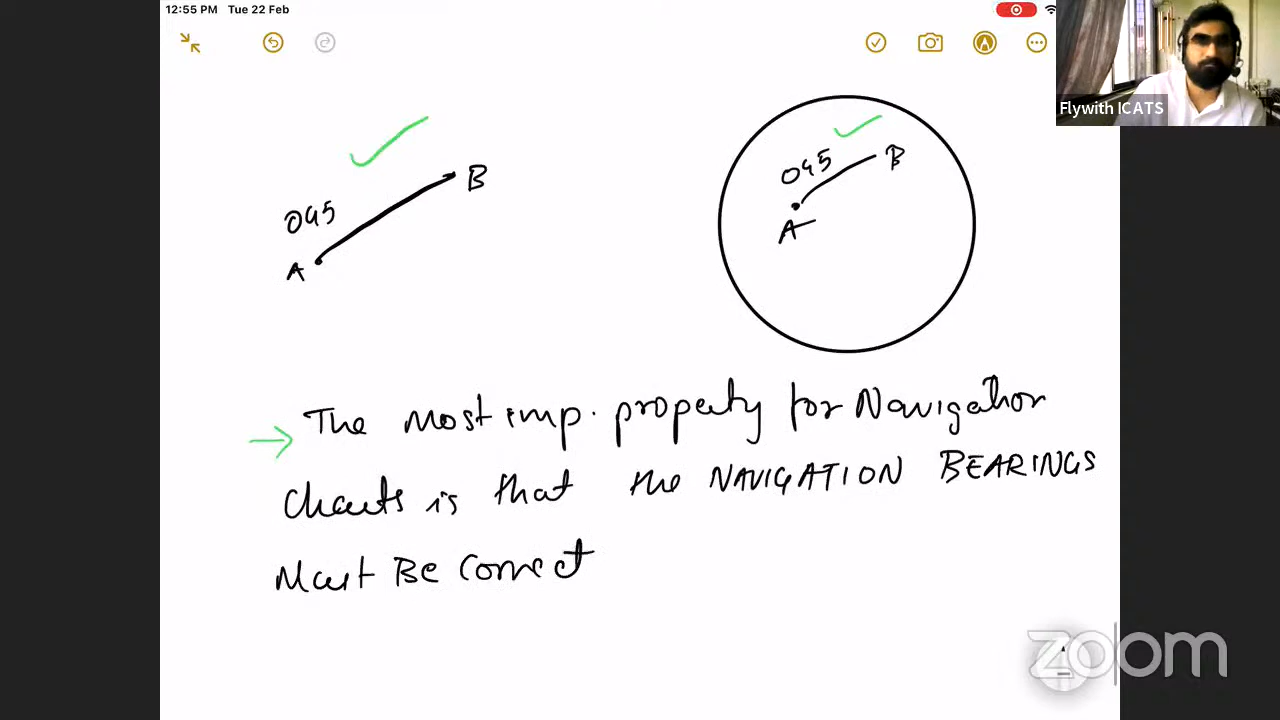 12:55 PM Tue 22 Feb
Flywith ICATS
045
B
A
045
B
A
The most imp. property for Navigation
Charts is that the NAVIGATION BEARINGS
Must Be Correct
zoom